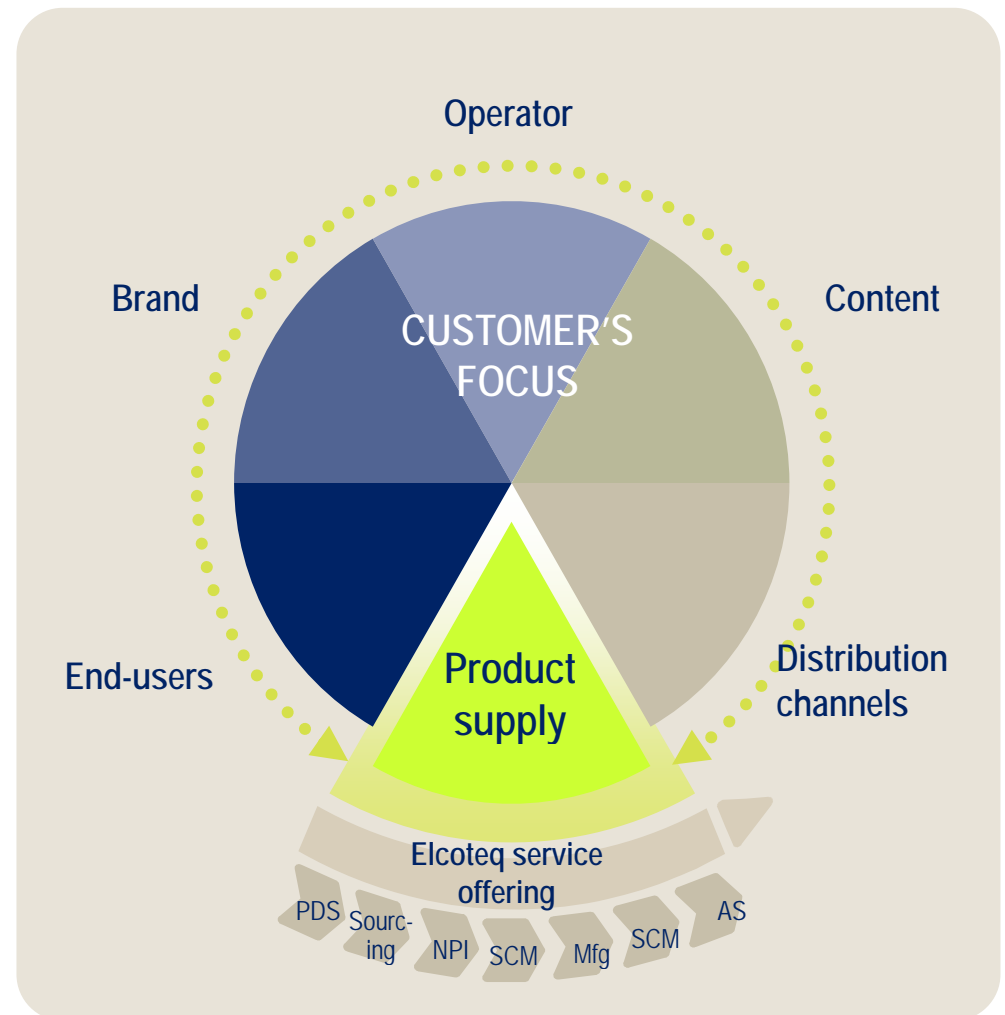 Operator
Brand
Content
CUSTOMER'S
FOCUS
End-users
Distribution
channels
Product
supply
Elcoteq service
offering
PDS
Sourc-
ing
NPI
SCM
Mfg
SCM
AS